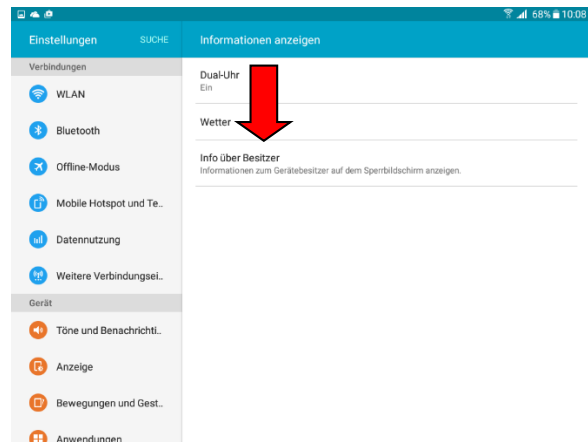 68% 10:08
Einstellungen SUCHE
Verbindungen
WLAN
Bluetooth
Offline-Modus
Mobile Hotspot und Te..
Datennutzung
Weitere Verbindungsei..
Gerät
Töne und Benachrichti..
Anzeige
Bewegungen und Gest..
Anwendungen
Informationen anzeigen
Dual-Uhr
Ein
Wetter
Info über Besitzer
Informationen zum Gerätebesitzer auf dem Sperrbildschirm anzeigen.